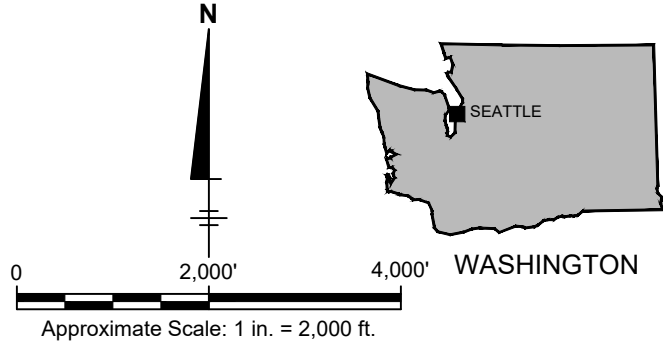 N
SEATTLE
WASHINGTON
0 2,000' 4,000'
Approximate Scale: 1 in. = 2,000 ft.